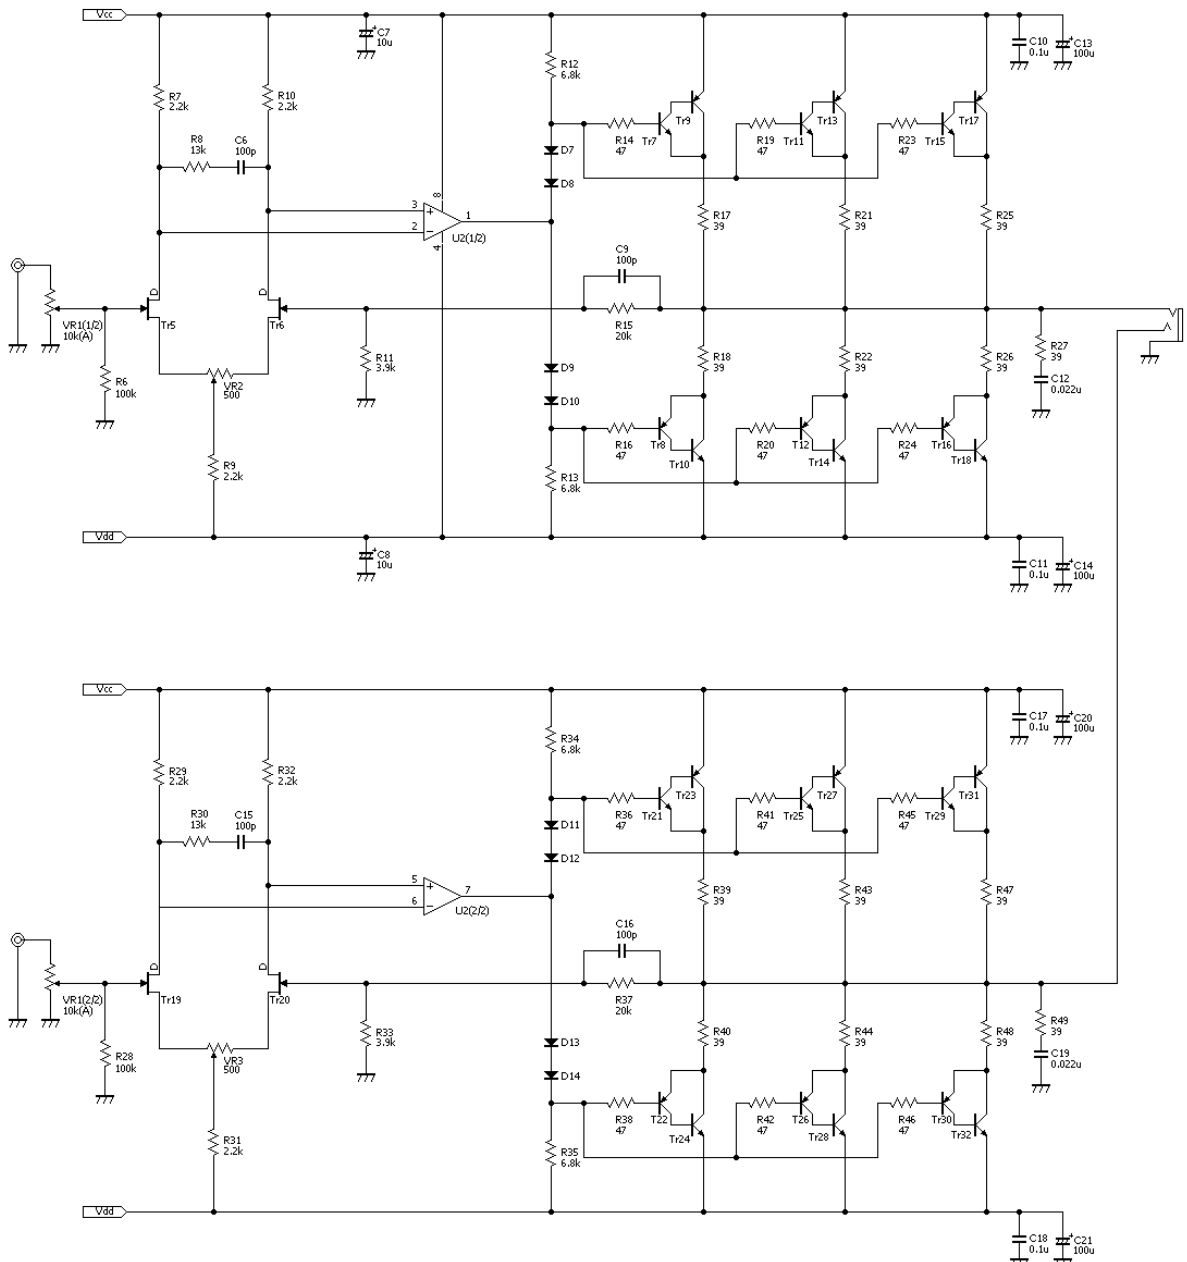 Vcc
C7
10u
C10
0.1u
C13
100u
R12
6.8k
R7
2.2k
R10
2.2k
Tr9
Tr13
Tr17
R14
47
Tr7
R19
47
Tr11
R23
47
Tr15
R8
13k
C6
100p
D7
D8
8
3
+
2
−
1
4
U2(1/2)
R17
39
R21
39
R25
39
C9
100p
D
D
VR1(1/2)
10k(A)
Tr5
Tr6
R15
20k
R11
3.9k
R18
39
R22
39
R26
39
R27
39
C12
0.022u
R6
100k
VR2
500
D9
D10
R16
47
Tr8
Tr10
R20
47
T12
Tr14
R24
47
Tr16
Tr18
R9
2.2k
R13
6.8k
Vdd
C8
10u
C11
0.1u
C14
100u
Vcc
C17
0.1u
C20
100u
R34
6.8k
R29
2.2k
R32
2.2k
Tr23
Tr27
Tr31
R36
47
Tr21
R41
47
Tr25
R45
47
Tr29
R30
13k
C15
100p
D11
D12
5
+
6
−
7
U2(2/2)
R39
39
R43
39
R47
39
C16
100p
D
D
VR1(2/2)
10k(A)
Tr19
Tr20
R37
20k
R33
3.9k
R40
39
R44
39
R48
39
R49
39
C19
0.022u
R28
100k
VR3
500
D13
D14
R38
47
T22
Tr24
R42
47
T26
Tr28
R46
47
Tr30
Tr32
R31
2.2k
R35
6.8k
Vdd
C18
0.1u
C21
100u